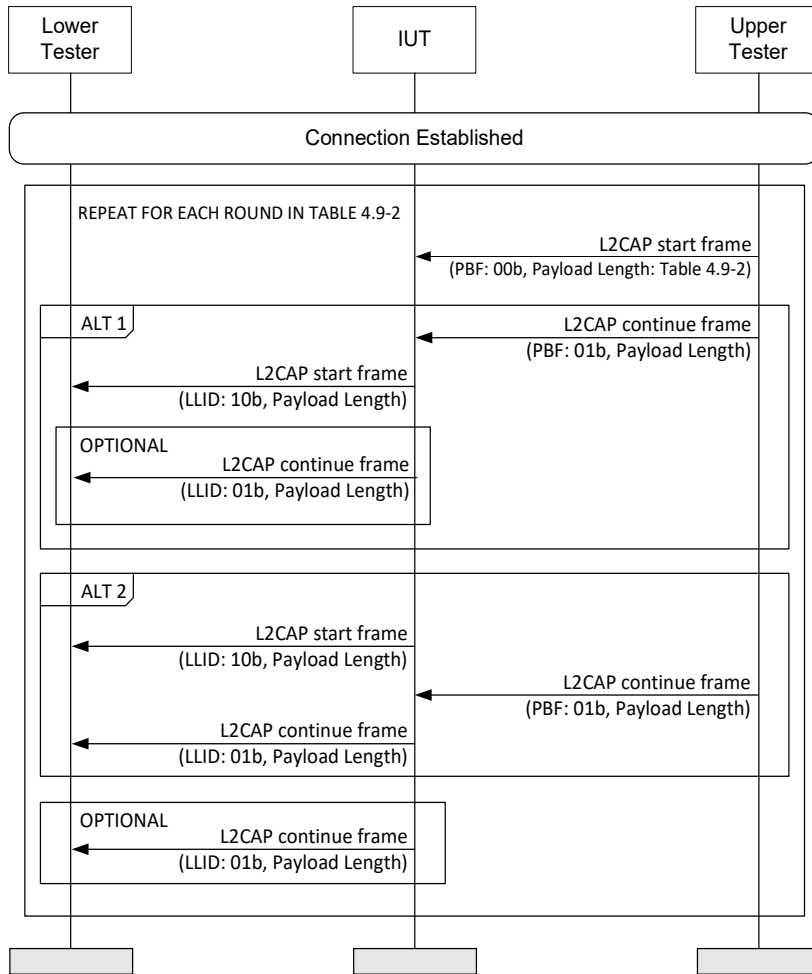 Lower
Tester
IUT
Upper
Tester
Connection Established
REPEAT FOR EACH ROUND IN TABLE 4.9-2
L2CAP start frame
(PBF: 00b, Payload Length: Table 4.9-2)
ALT 1
L2CAP continue frame
(PBF: 01b, Payload Length)
L2CAP start frame
(LLID: 10b, Payload Length)
OPTIONAL
L2CAP continue frame
(LLID: 01b, Payload Length)
ALT 2
L2CAP start frame
(LLID: 10b, Payload Length)
L2CAP continue frame
(PBF: 01b, Payload Length)
L2CAP continue frame
(LLID: 01b, Payload Length)
OPTIONAL
L2CAP continue frame
(LLID: 01b, Payload Length)